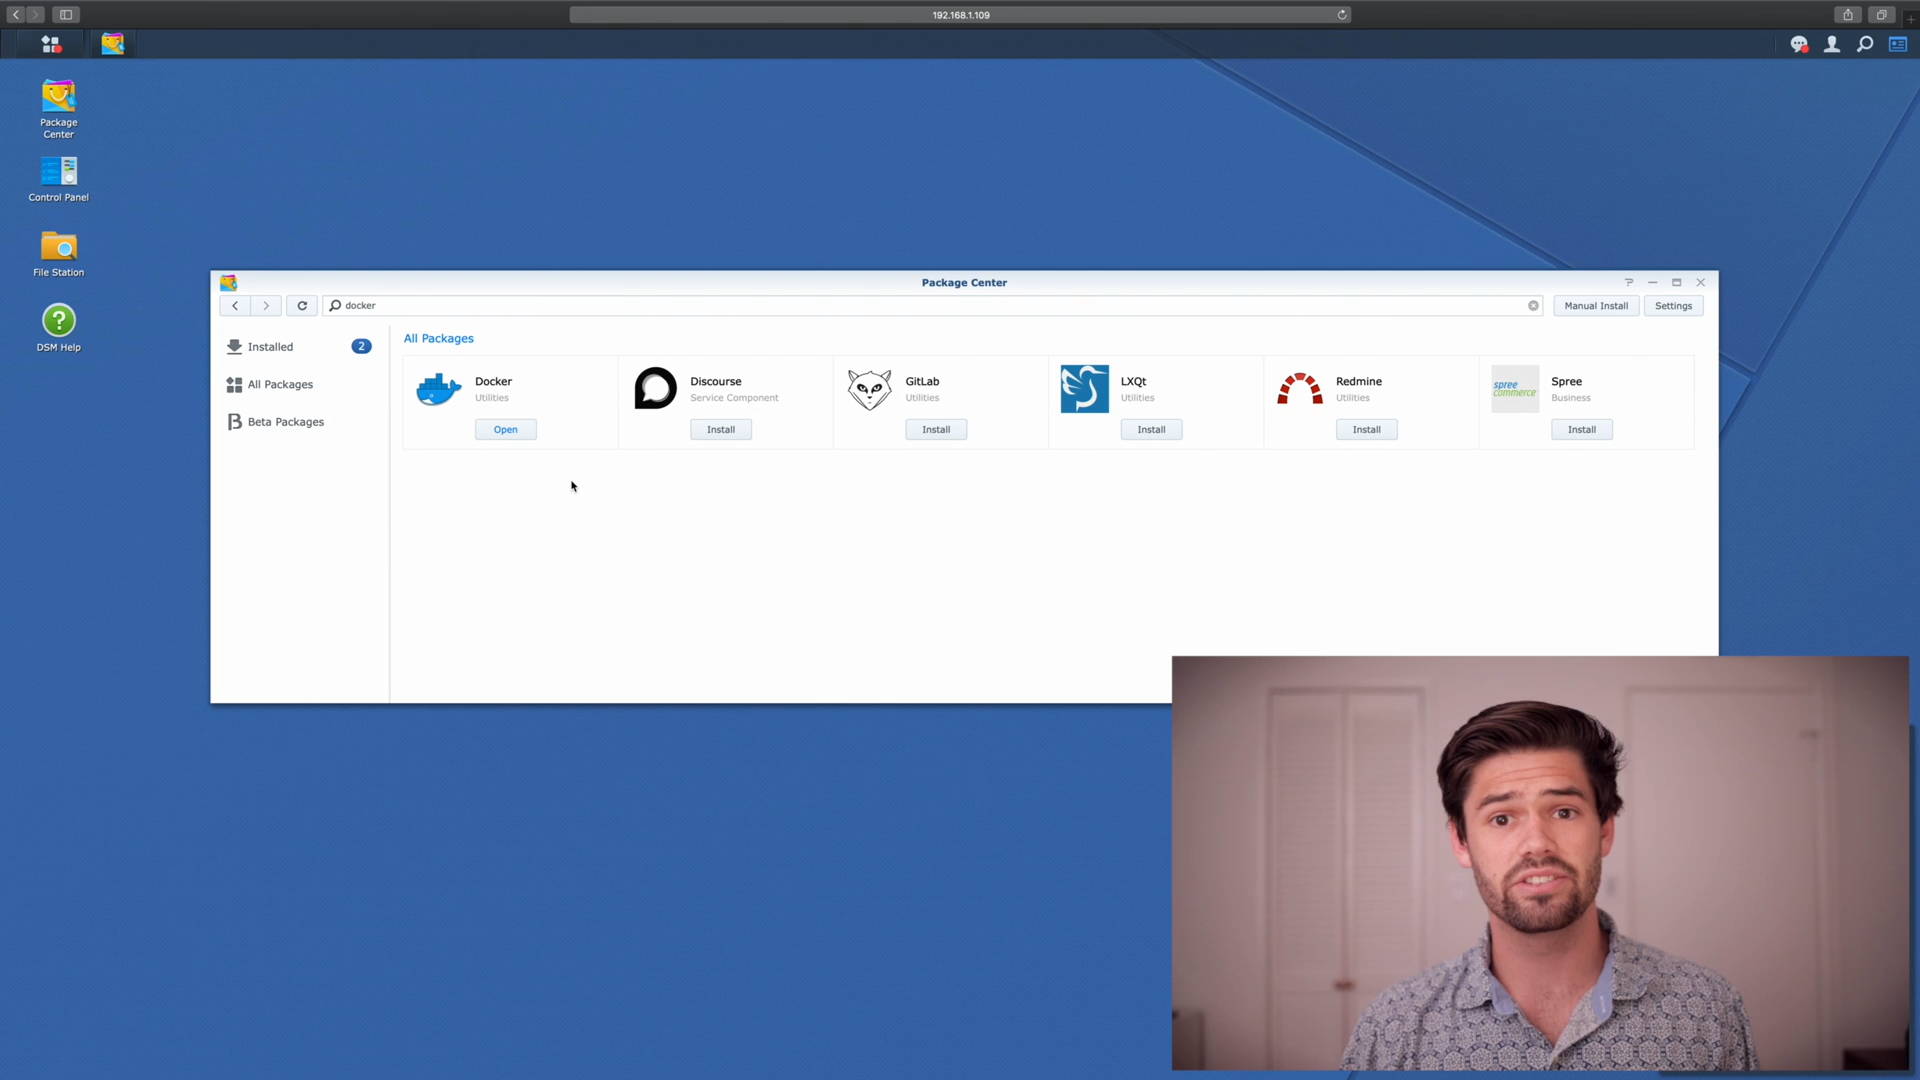 192.168.1.109
Package
Center
Control Panel
File Station
DSM Help
Package Center
docker
Manual Install
Settings
Installed
2
All Packages
Beta Packages
All Packages
Docker
Utilities
Open
Discourse
Service Component
Install
GitLab
Utilities
Install
LXQt
Utilities
Install
Redmine
Utilities
Install
spree
commerce
Spree
Business
Install